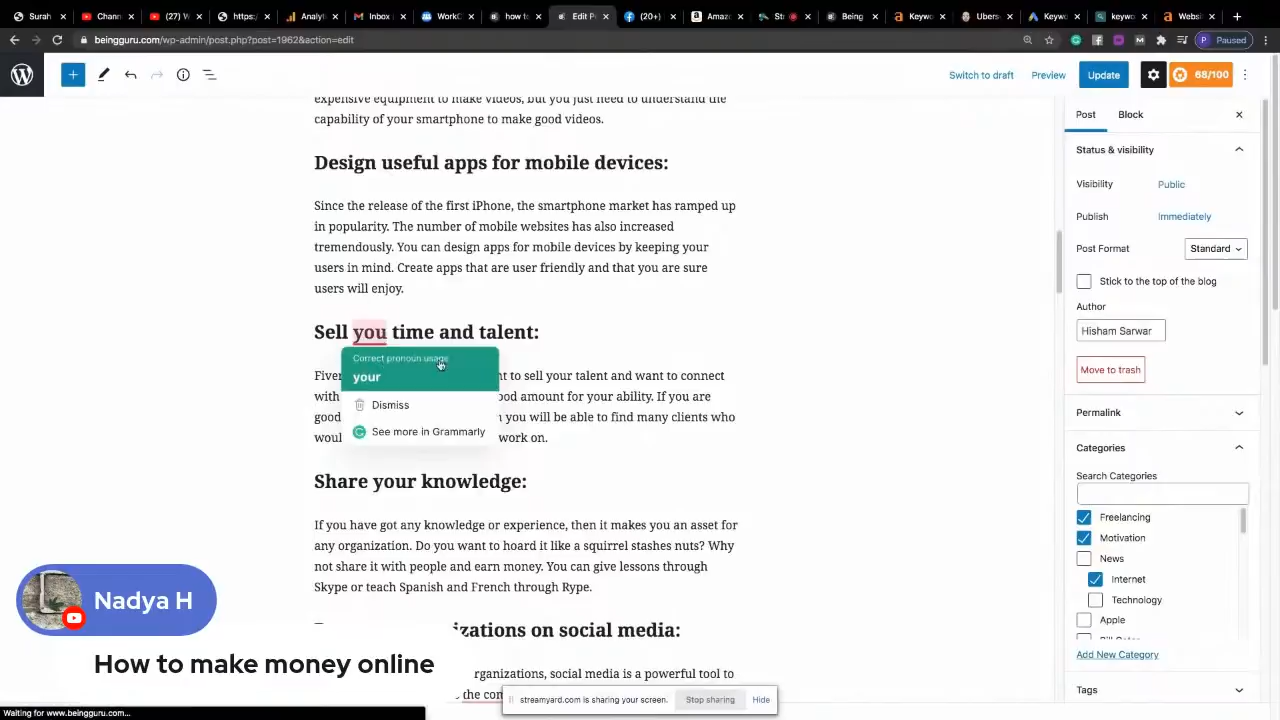 Surah
Channe
(27) W
https:/
Analyt
Inbox
WorkD
how to
Edit P
(20+)
Amaz
Str
Being
Keywo
Ubers
Keyw
keywo
Websi
beingguru.com/wp-admin/post.php?post=1962&action=edit
Paused
Switch to draft
Preview
Update
68/100
expensive equipment to make videos, but you just need to understand the
capability of your smartphone to make good videos.
Design useful apps for mobile devices:
Since the release of the first iPhone, the smartphone market has ramped up
in popularity. The number of mobile websites has also increased
tremendously. You can design apps for mobile devices by keeping your
users in mind. Create apps that are user friendly and that you are sure
users will enjoy.
Sell you time and talent:
Correct pronoun usage
your
Dismiss
See more in Grammarly
Fiver
nt to sell your talent and want to connect
with
ood amount for your ability. If you are
good
you will be able to find many clients who
woul
work on.
Share your knowledge:
If you have got any knowledge or experience, then it makes you an asset for
any organization. Do you want to hoard it like a squirrel stashes nuts? Why
not share it with people and earn money. You can give lessons through
Skype or teach Spanish and French through Rype.
izations on social media:
rganizations, social media is a powerful tool to
the con
Post
Block
Status & visibility
Visibility
Public
Publish
Immediately
Post Format
Standard
Stick to the top of the blog
Author
Hisham Sarwar
Move to trash
Permalink
Categories
Search Categories
Freelancing
Motivation
News
Internet
Technology
Apple
Add New Category
Tags
Nadya H
How to make money online
streamyard.com is sharing your screen.
Stop sharing
Hide
Waiting for www.beingguru.com...